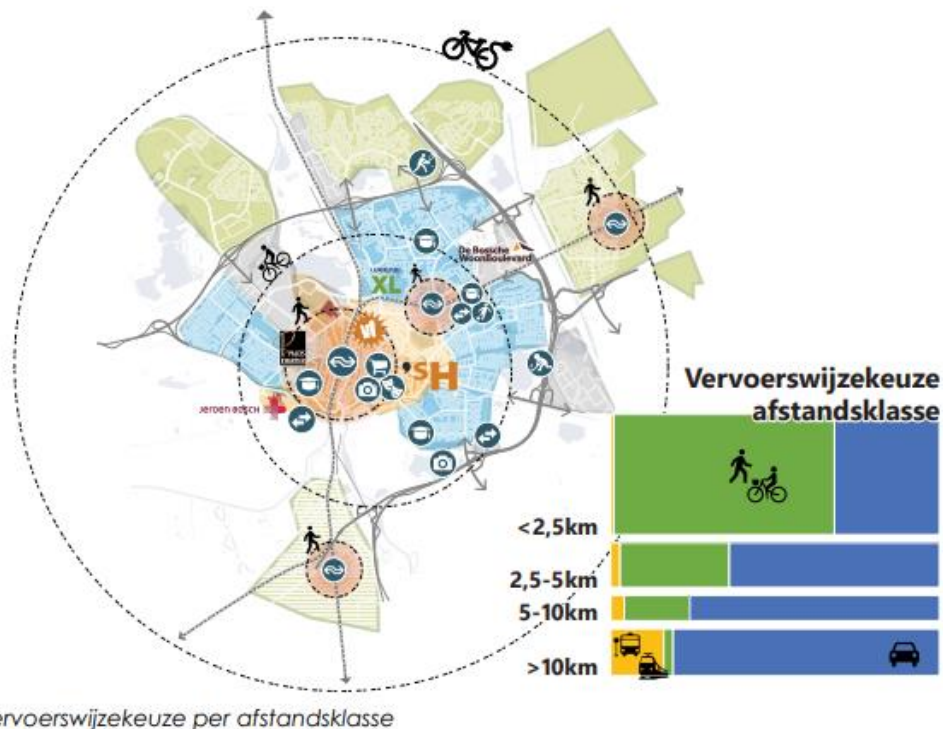 De Bossche
WoonBoulevard
XL
'SH
JEROEN BOSCH
Vervoerswijzekeuze
afstandsklasse
<2,5km
2,5-5km
5-10km
>10km
ervoerswijzekeuze per afstandsklasse